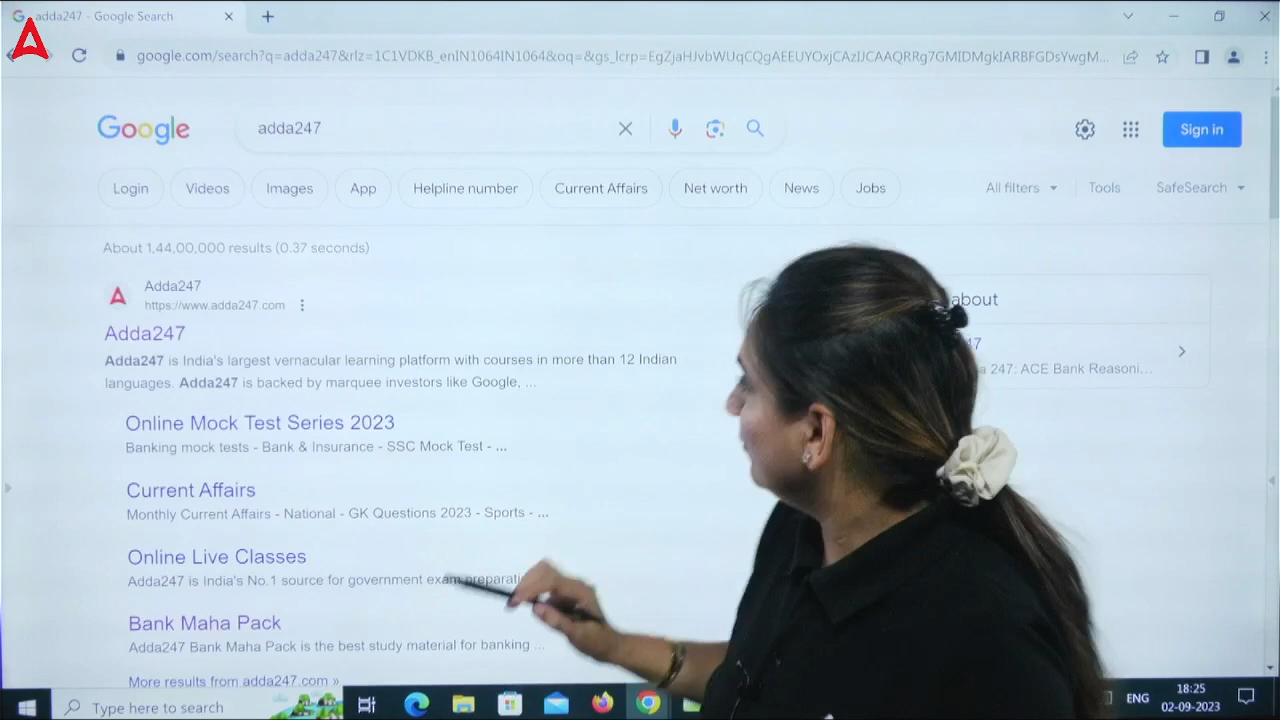 adda247 - Google Search
google.com/search?q=adda247&rlz=1C1VDKB_enIN1064IN1064&oq=&gs_lcrp=EgZjaHJvbWUqCQgAEEUYOxjCAzIJCAAQRRg7GMIDMgkIARBFGDsYwgM...
Google
adda247
Sign in
Login
Videos
Images
App
Helpline number
Current Affairs
Net worth
News
Jobs
All filters
Tools
SafeSearch
About 1,44,00,000 results (0.37 seconds)
Adda247
https://www.adda247.com
Adda247
Adda247 is India's largest vernacular learning platform with courses in more than 12 Indian
languages. Adda247 is backed by marquee investors like Google, ...
about
47
a 247: ACE Bank Reasoni...
Online Mock Test Series 2023
Banking mock tests - Bank & Insurance - SSC Mock Test - ...
Current Affairs
Monthly Current Affairs - National - GK Questions 2023 - Sports - ...
Online Live Classes
Adda247 is India's No.1 source for government exam preparati
Bank Maha Pack
Adda247 Bank Maha Pack is the best study material for banking ...
More results from adda247.com »
Type here to search
ENG
18:25
02-09-2023